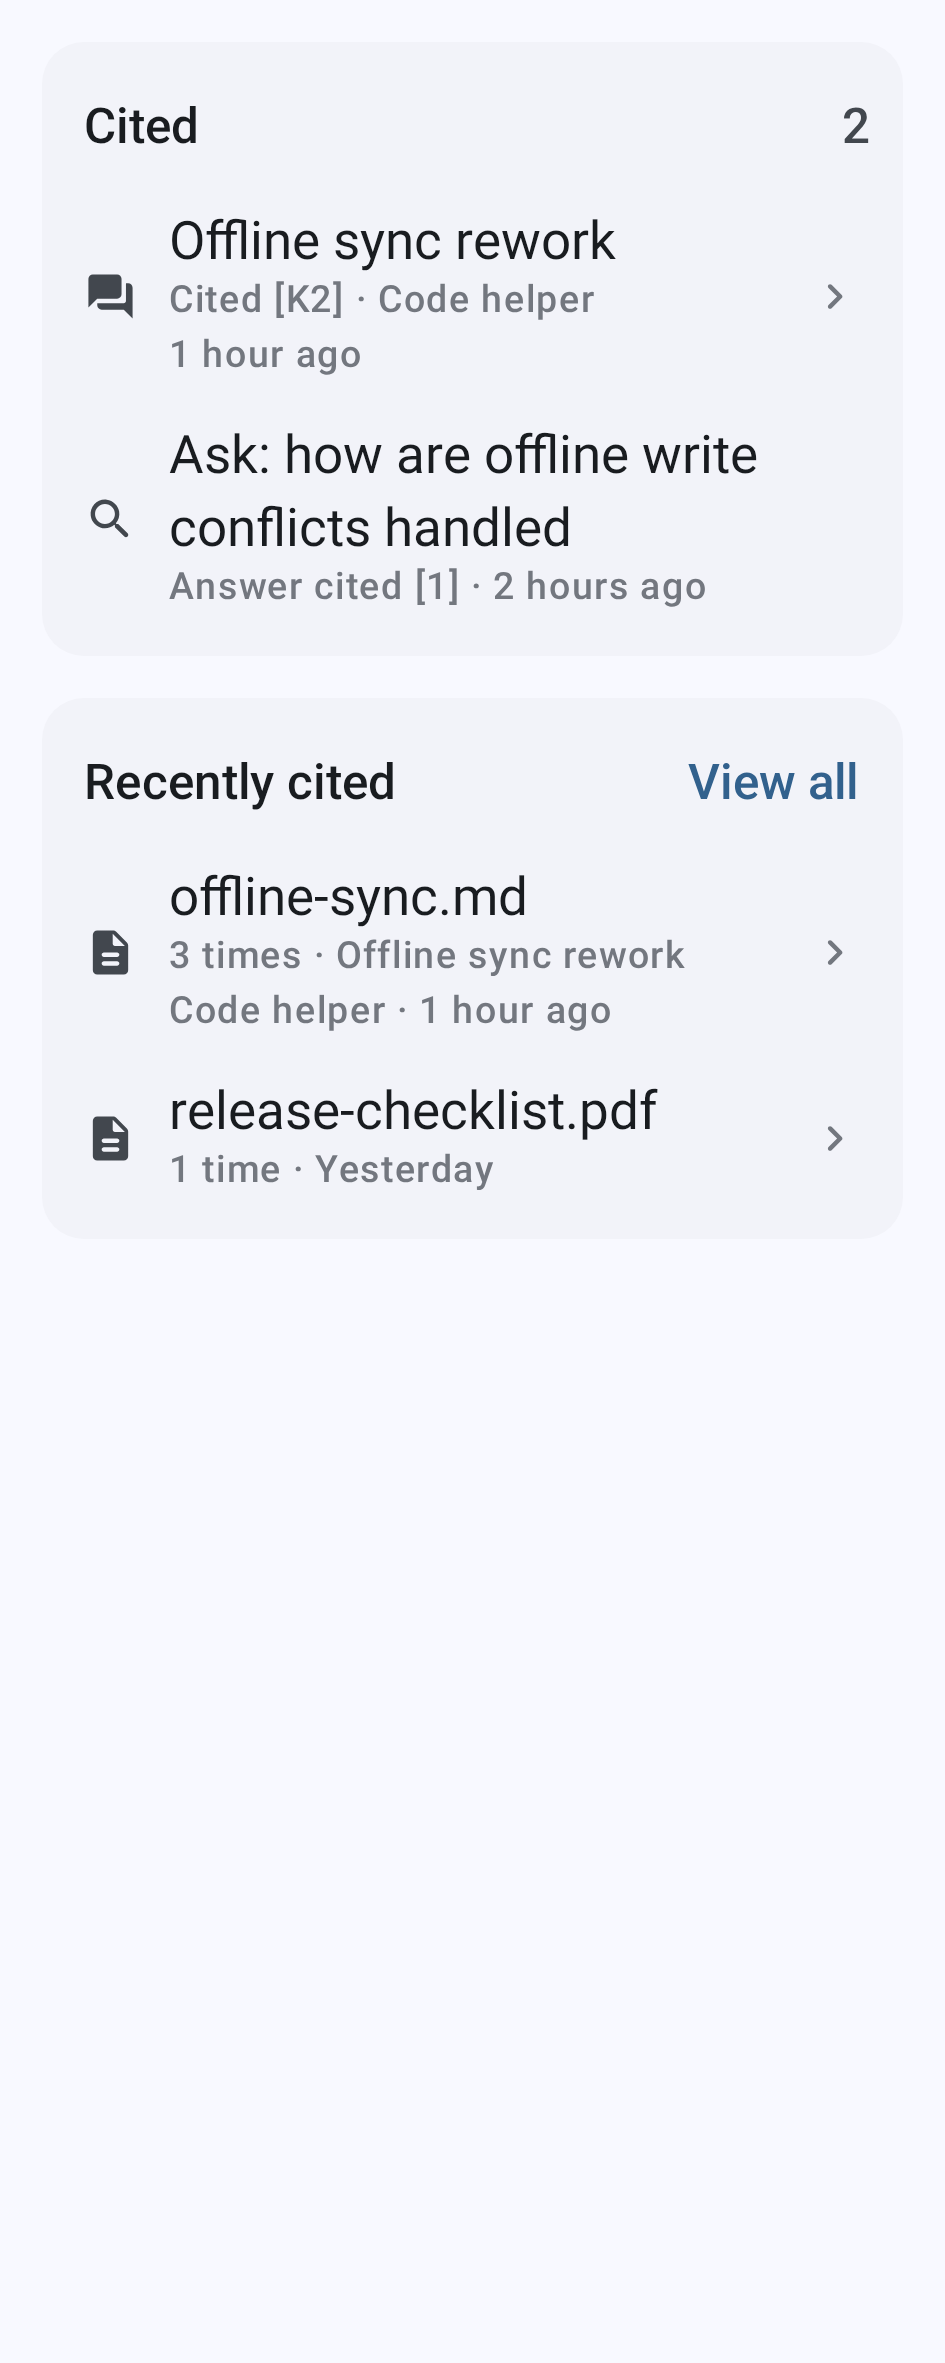 Cited
2
Offline sync rework
Cited [K2] · Code helper
1 hour ago
Ask: how are offline write
conflicts handled
Answer cited [1] · 2 hours ago
Recently cited
View all
offline-sync.md
3 times · Offline sync rework
Code helper · 1 hour ago
release-checklist.pdf
1 time · Yesterday